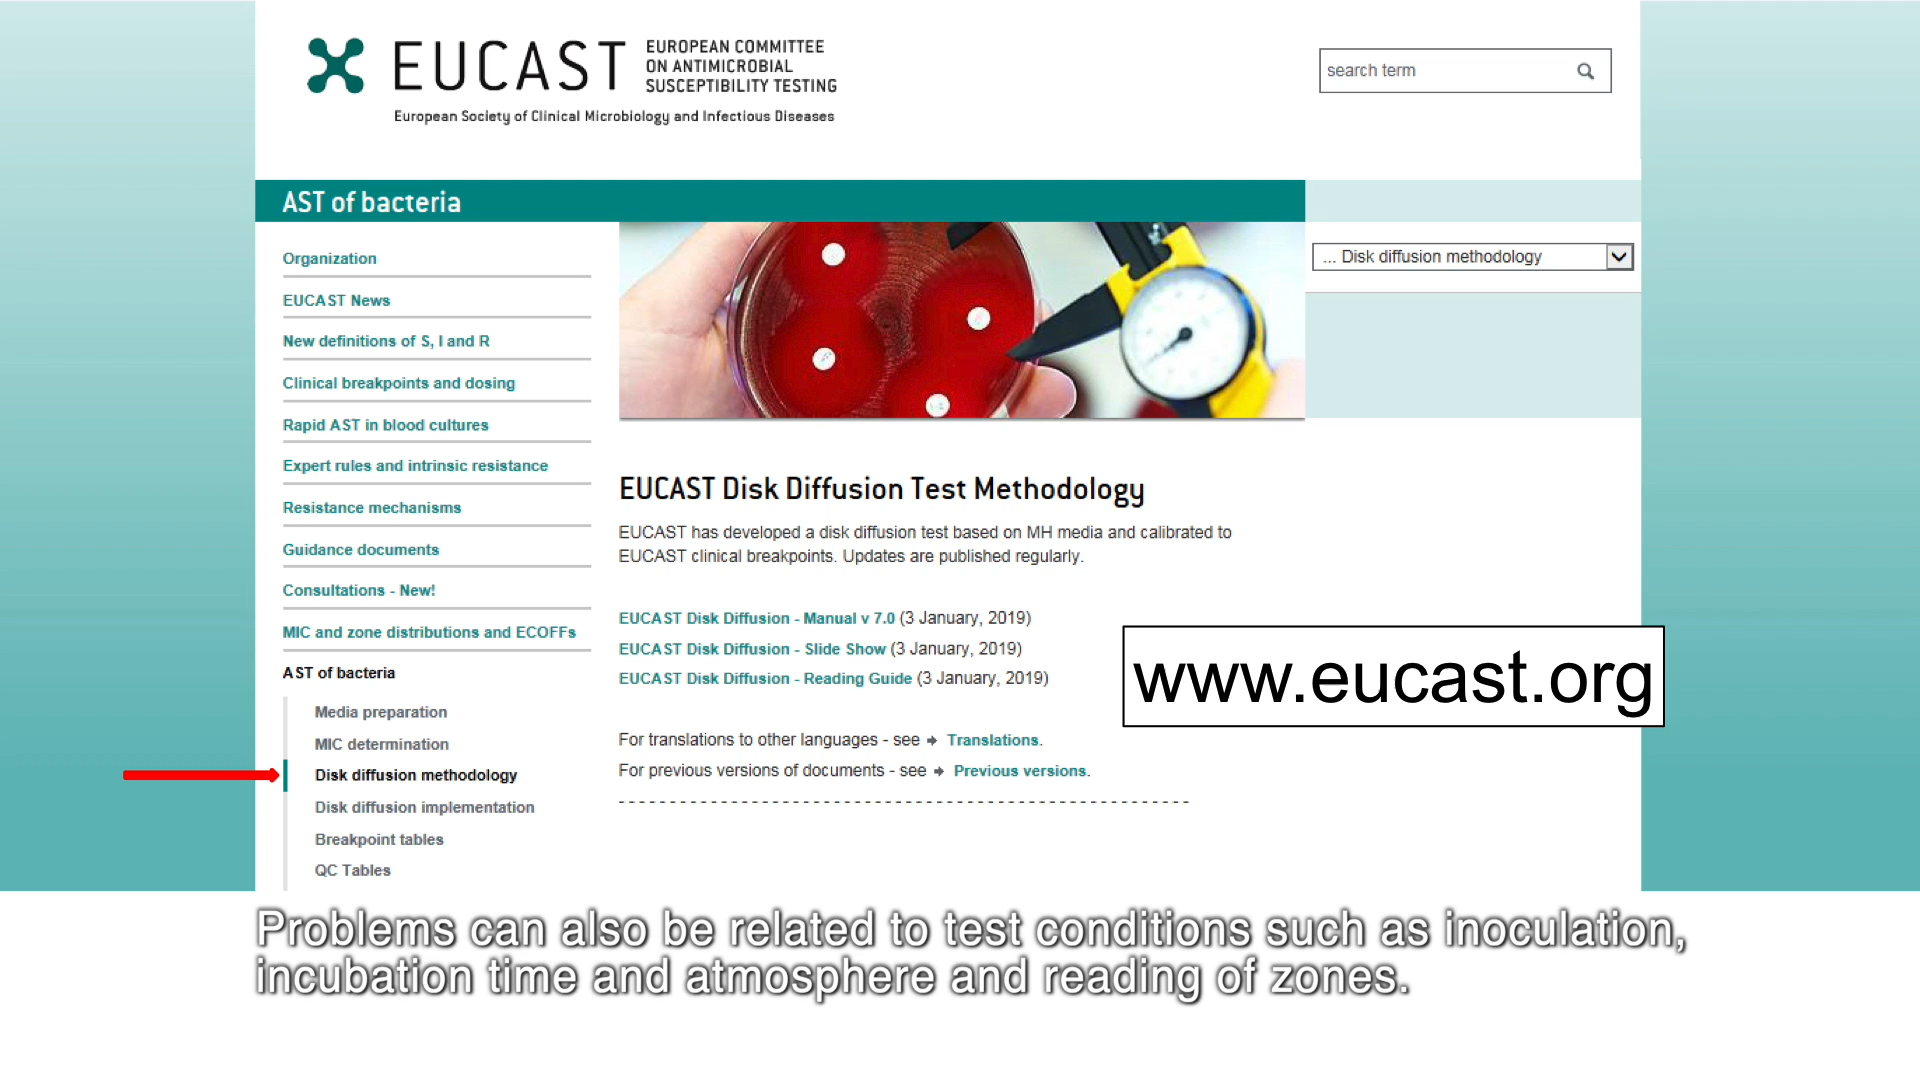 EUCAST
EUROPEAN COMMITTEE
ON ANTIMICROBIAL
SUSCEPTIBILITY TESTING
European Society of Clinical Microbiology and Infectious Diseases
search term
AST of bacteria
... Disk diffusion methodology
Organization
EUCAST News
New definitions of S, I and R
Clinical breakpoints and dosing
Rapid AST in blood cultures
Expert rules and intrinsic resistance
Resistance mechanisms
Guidance documents
Consultations - New!
MIC and zone distributions and ECOFFs
AST of bacteria
Media preparation
MIC determination
Disk diffusion methodology
Disk diffusion implementation
Breakpoint tables
QC Tables
EUCAST Disk Diffusion Test Methodology
EUCAST has developed a disk diffusion test based on MH media and calibrated to
EUCAST clinical breakpoints. Updates are published regularly.
EUCAST Disk Diffusion - Manual v 7.0 (3 January, 2019)
EUCAST Disk Diffusion - Slide Show (3 January, 2019)
EUCAST Disk Diffusion - Reading Guide (3 January, 2019)
For translations to other languages - see Translations.
For previous versions of documents - see Previous versions.
www.eucast.org
Problems can also be related to test conditions such as inoculation,
incubation time and atmosphere and reading of zones.